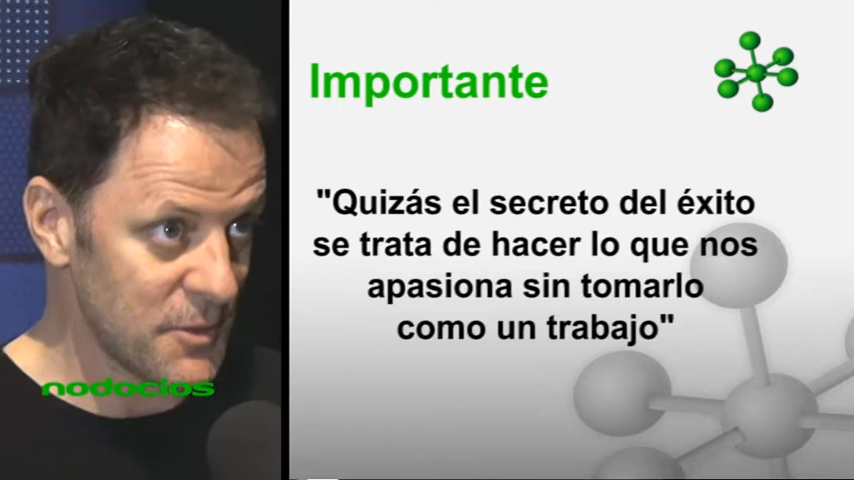 Importante
"Quizás el secreto del éxito
se trata de hacer lo que nos
apasiona sin tomarlo
como un trabajo"
nodocios